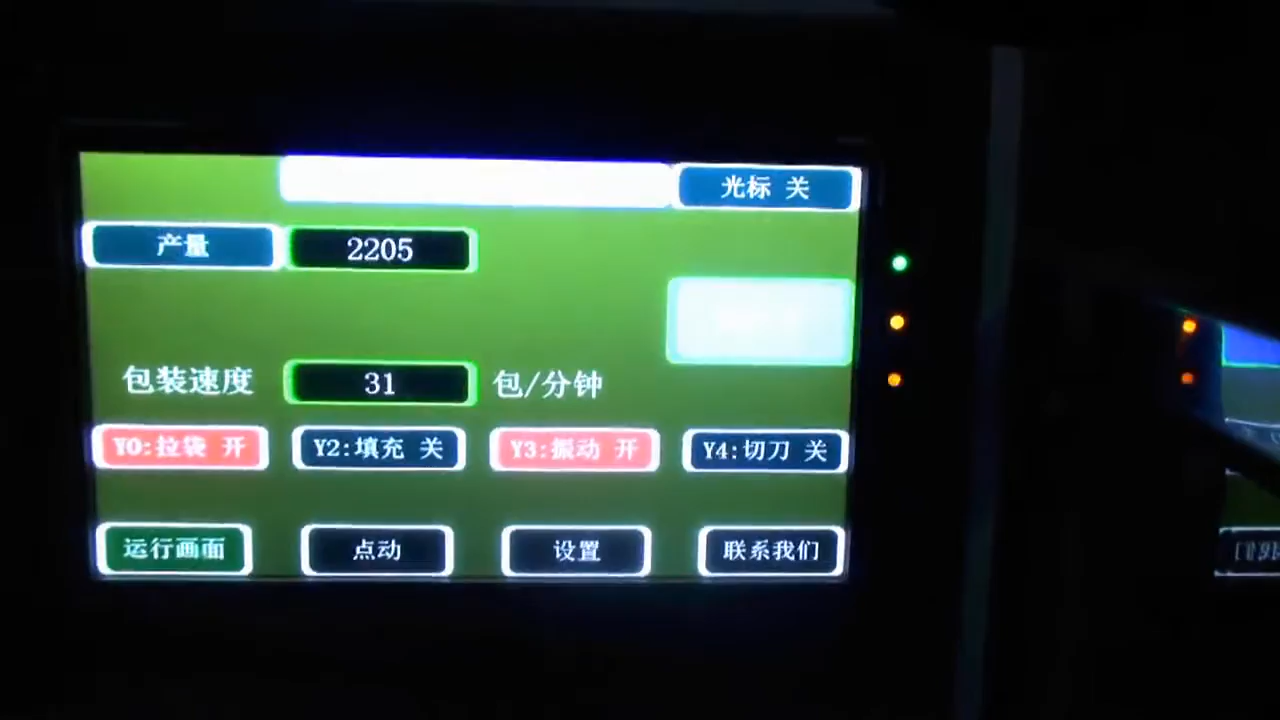 光标 关
产量 2205
包装速度 31 包/分钟
Y0:拉袋 开 Y2:填充 关 Y3:振动 开 Y4:切刀 关
运行画面 点动 设置 联系我们